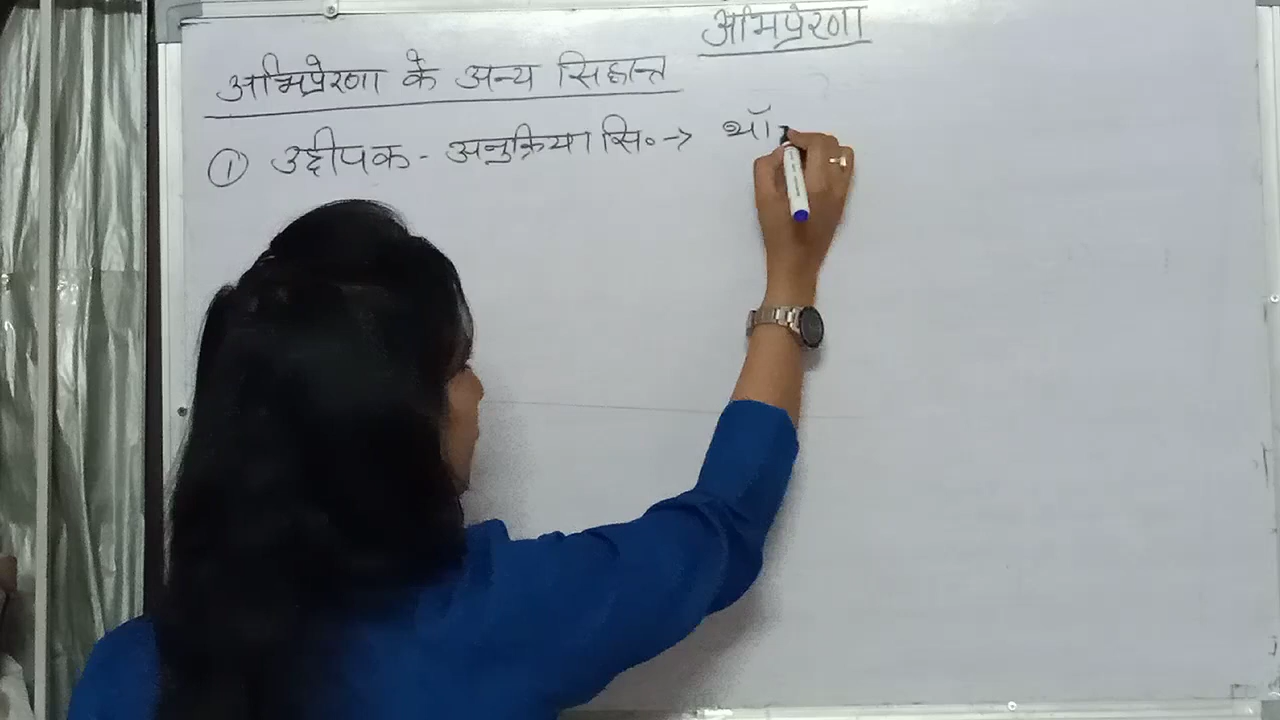 अभिप्रेरणा
अभिप्रेरणा के अन्य सिद्धान्त
① उद्दीपक - अनुक्रिया सि० → थॉ